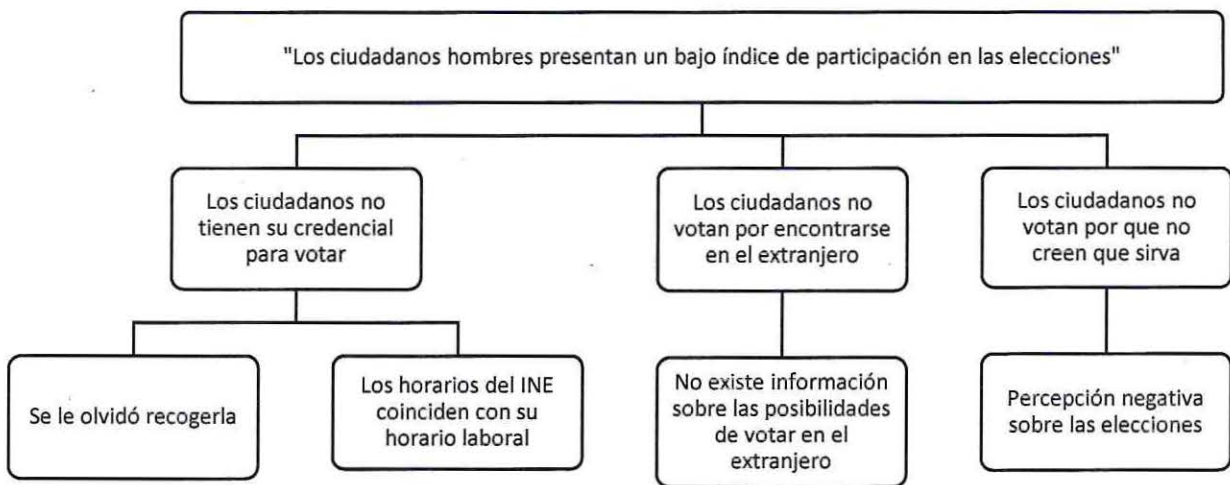 "Los ciudadanos hombres presentan un bajo índice de participación en las elecciones"
Los ciudadanos no
tienen su credencial
para votar
Los ciudadanos no
votan por encontrarse
en el extranjero
Los ciudadanos no
votan por que no
creen que sirva
Se le olvidó recogerla
Los horarios del INE
coinciden con su
horario laboral
No existe información
sobre las posibilidades
de votar en el
extranjero
Percepción negativa
sobre las elecciones